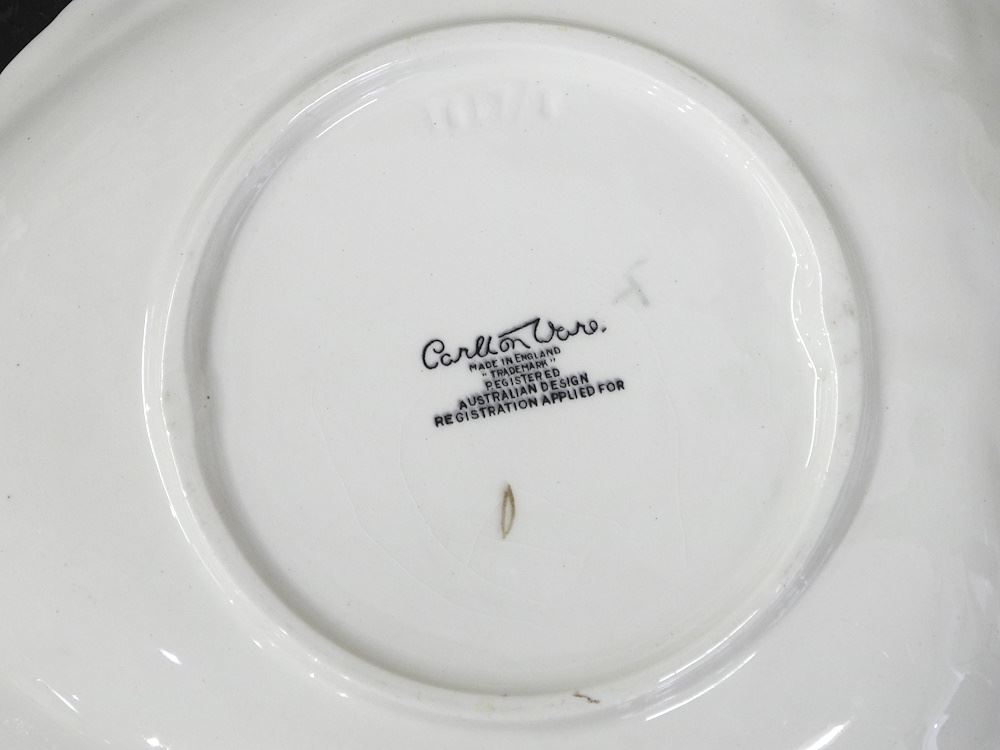 Carlton Ware.
MADE IN ENGLAND
"TRADEMARK"
REGISTERED
AUSTRALIAN DESIGN
REGISTRATION APPLIED FOR